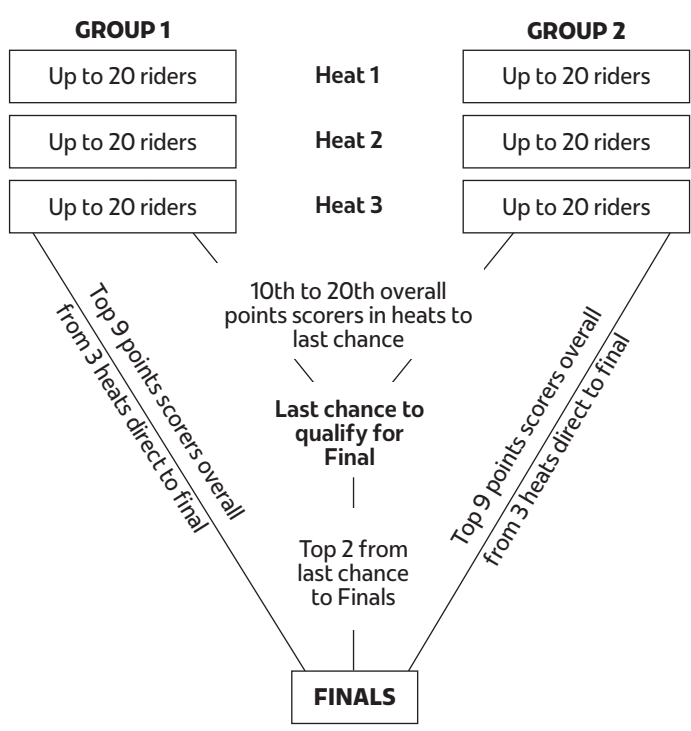 GROUP 1
GROUP 2
Up to 20 riders
Heat 1
Up to 20 riders
Up to 20 riders
Heat 2
Up to 20 riders
Up to 20 riders
Heat 3
Up to 20 riders
10th to 20th overall
points scorers in heats to
last chance
Top 9 points scorers overall
from 3 heats direct to final
Top 9 points scorers overall
from 3 heats direct to final
Last chance to
qualify for
Final
Top 2 from
last chance
to Finals
FINALS